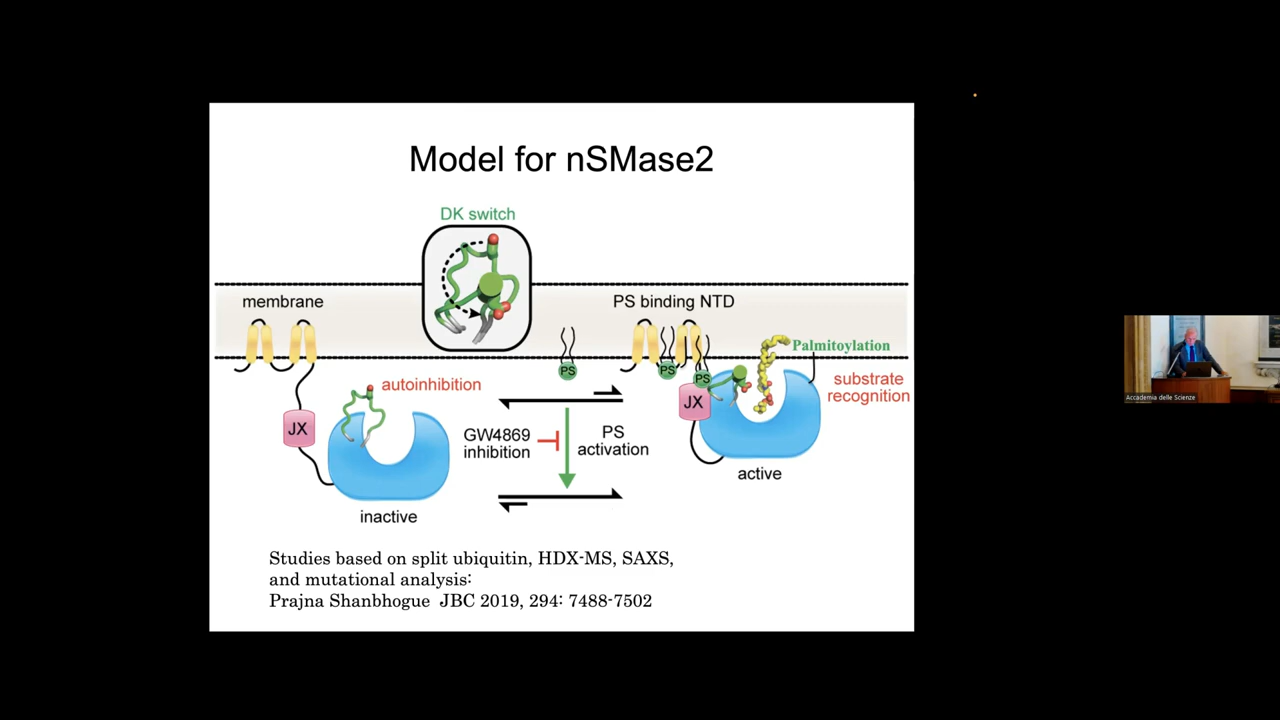 Model for nSMase2
DK switch
membrane
PS binding NTD
Palmitoylation
PS
PS
PS
autoinhibition
substrate
recognition
JX
JX
GW4869
inhibition
PS
activation
active
inactive
Studies based on split ubiquitin, HDX-MS, SAXS,
and mutational analysis:
Prajna Shanbhogue JBC 2019, 294: 7488-7502
Accademia delle Scienze